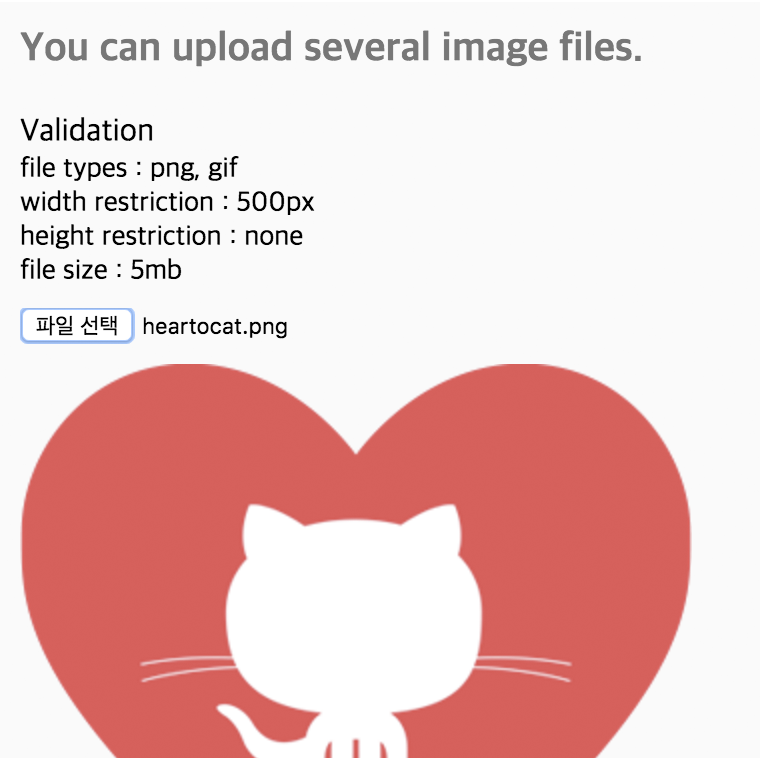 You can upload several image files.
Validation
file types : png, gif
width restriction : 500px
height restriction : none
file size : 5mb
파일 선택 heartocat.png